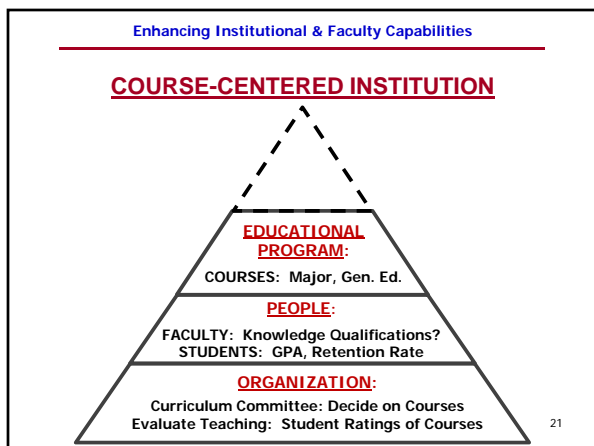 Enhancing Institutional & Faculty Capabilities
COURSE-CENTERED INSTITUTION
EDUCATIONAL
PROGRAM:
COURSES: Major, Gen. Ed.
PEOPLE:
FACULTY: Knowledge Qualifications?
STUDENTS: GPA, Retention Rate
ORGANIZATION:
Curriculum Committee: Decide on Courses
Evaluate Teaching: Student Ratings of Courses
21